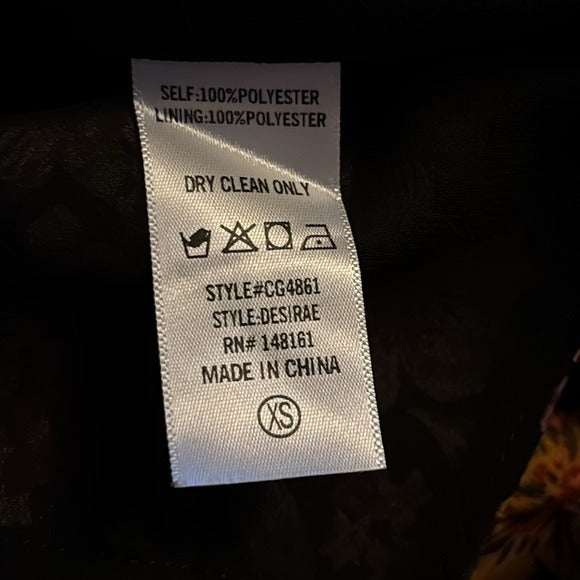 SELF:100%POLYESTER
LINING:100%POLYESTER
DRY CLEAN ONLY
STYLE#CG4861
STYLE:DESIRAE
RN# 148161
MADE IN CHINA
XS